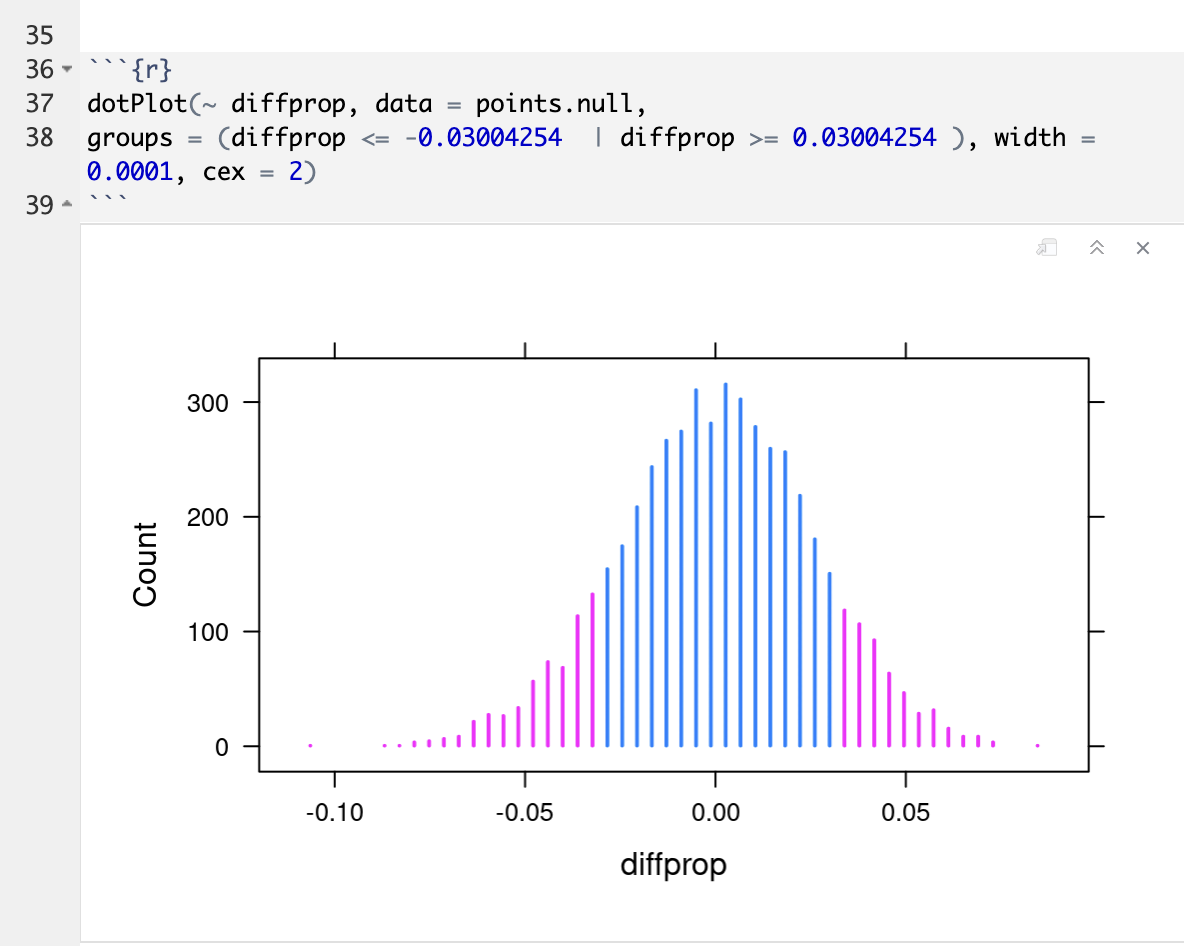 35
36 ```{r}
37 dotPlot(~ diffprop, data = points.null,
38 groups = (diffprop <= -0.03004254  | diffprop >= 0.03004254 ), width =
0.0001, cex = 2)
39 ```
300
200
100
0
Count
-0.10 -0.05 0.00 0.05
diffprop